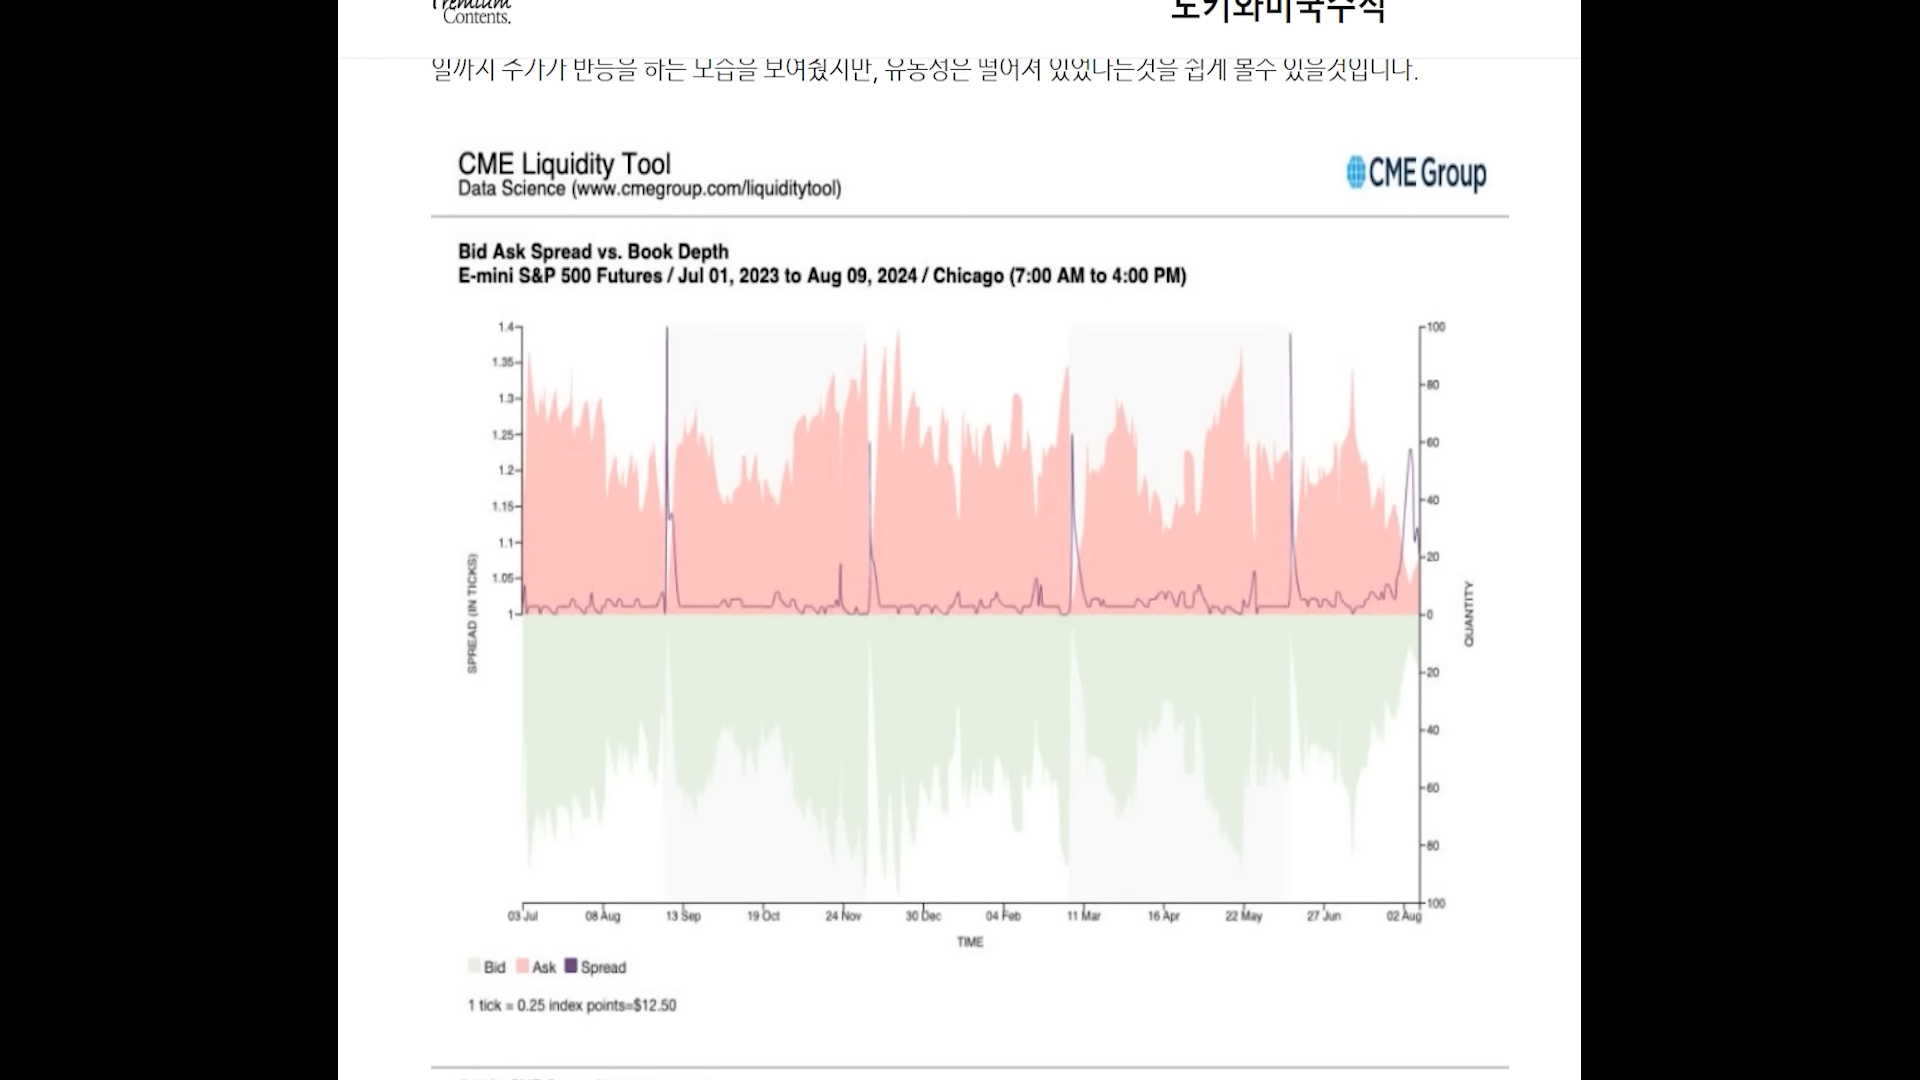 Premium
Contents.
도키와미국주식
일까지 주가가 반등을 하는 모습을 보여줬지만, 유동성은 떨어져 있었다는것을 쉽게 볼수 있을것입니다.
CME Liquidity Tool
Data Science (www.cmegroup.com/liquiditytool)
CME Group
Bid Ask Spread vs. Book Depth
E-mini S&P 500 Futures / Jul 01, 2023 to Aug 09, 2024 / Chicago (7:00 AM to 4:00 PM)
1.4
1.35
1.3
1.25
1.2
1.15
1.1
1.05
1
SPREAD (IN TICKS)
100
80
60
40
20
0
20
40
60
80
100
QUANTITY
03 Jul 08 Aug 13 Sep 19 Oct 24 Nov 30 Dec 04 Feb 11 Mar 16 Apr 22 May 27 Jun 02 Aug
TIME
Bid Ask Spread
1 tick = 0.25 index points=$12.50